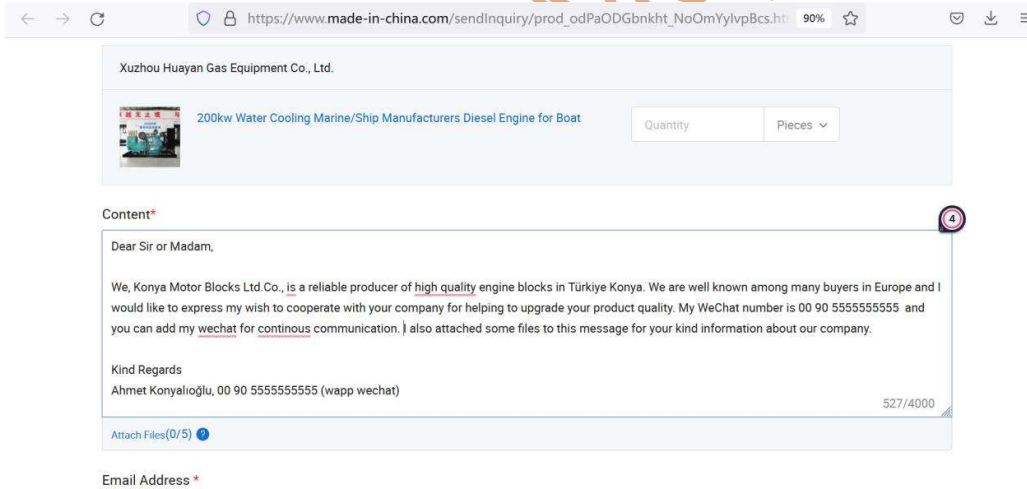 https://www.made-in-china.com/sendInquiry/prod_odPaODGbnkht_NoOmYyIvpBcs.ht 90%
Xuzhou Huayan Gas Equipment Co., Ltd.
200kw Water Cooling Marine/Ship Manufacturers Diesel Engine for Boat
Quantity Pieces
Content*
4
Dear Sir or Madam,
We, Konya Motor Blocks Ltd.Co., is a reliable producer of high quality engine blocks in Türkiye Konya. We are well known among many buyers in Europe and I
would like to express my wish to cooperate with your company for helping to upgrade your product quality. My WeChat number is 00 90 5555555555 and
you can add my wechat for continous communication. I also attached some files to this message for your kind information about our company.
Kind Regards
Ahmet Konyalıoğlu, 00 90 5555555555 (wapp wechat)
527/4000
Attach Files(0/5) ?
Email Address *